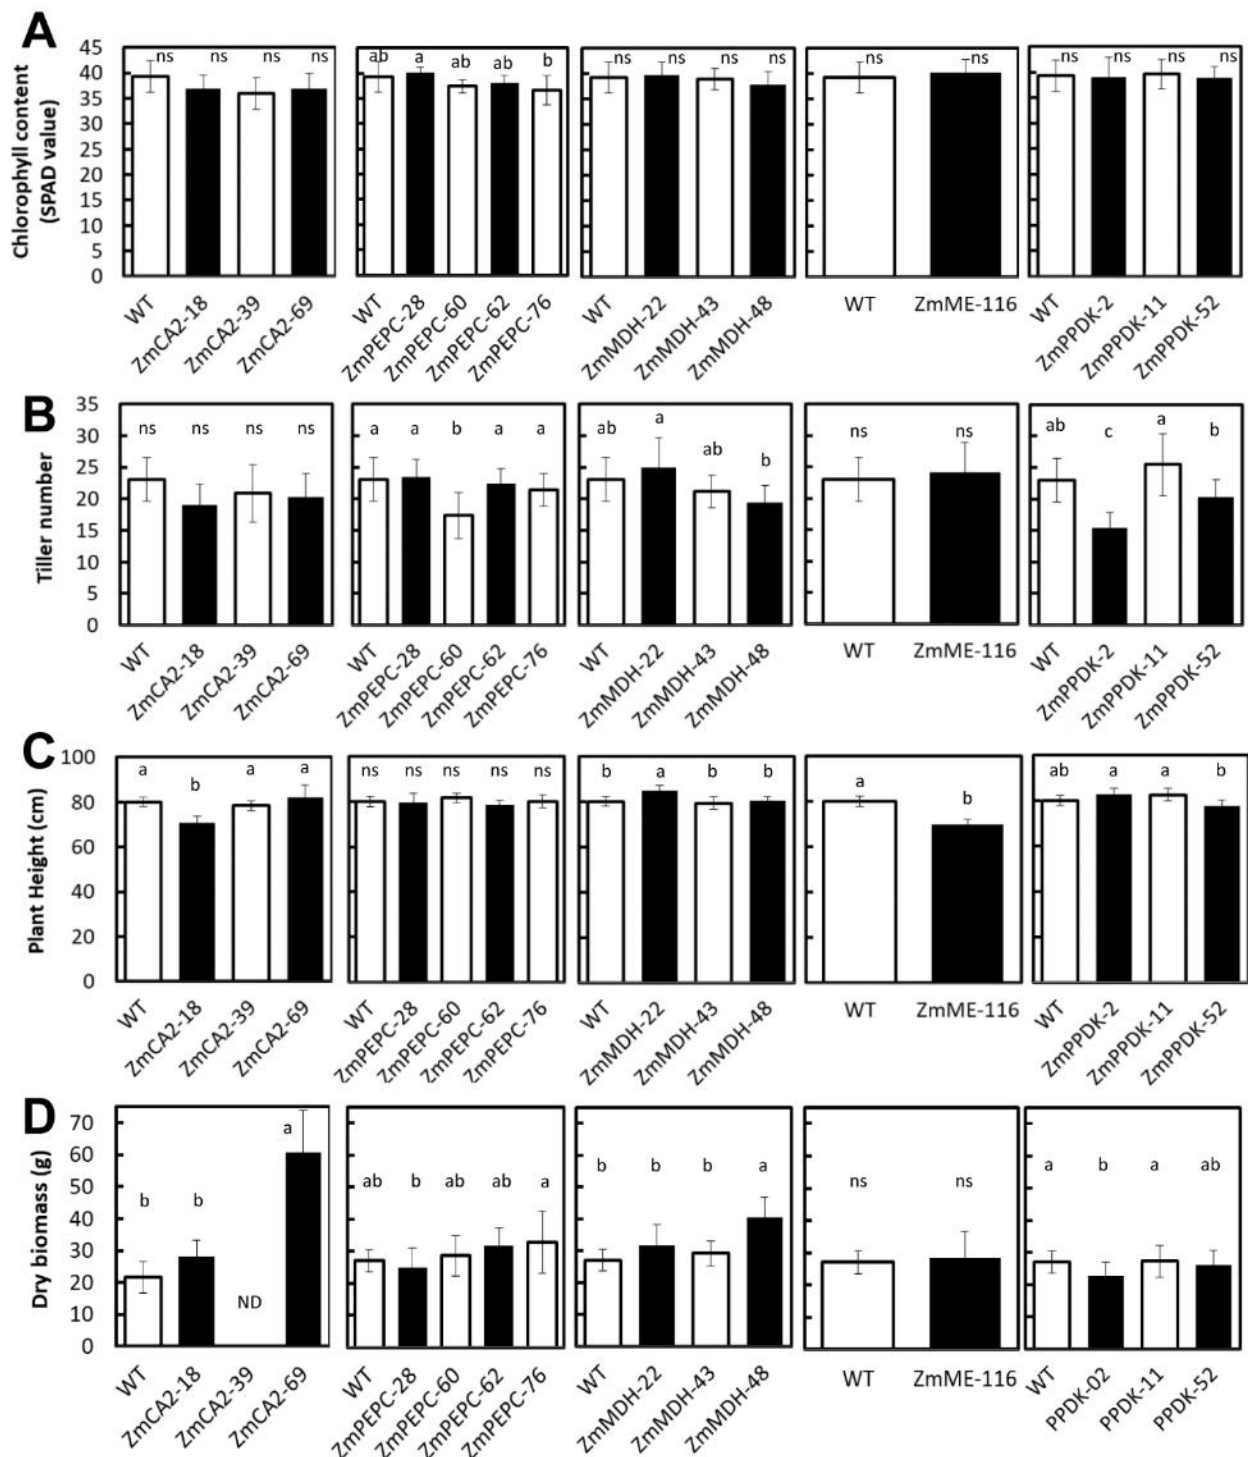 A
Chlorophyll content
(SPAD value)
45
40
35
30
25
20
15
10
5
0
ns ns ns ns
ab a ab ab b
ns ns ns ns
ns ns
ns ns ns ns
WT ZmCA2-18 ZmCA2-39 ZmCA2-69
WT ZmPEPC-28 ZmPEPC-60 ZmPEPC-62 ZmPEPC-76
WT ZmMDH-22 ZmMDH-43 ZmMDH-48
WT ZmME-116
WT ZmPPDK-2 ZmPPDK-11 ZmPPDK-52
B
Tiller number
35
30
25
20
15
10
5
0
ns ns ns ns
a a b a a
ab a ab b
ns ns
ab c a b
WT ZmCA2-18 ZmCA2-39 ZmCA2-69
WT ZmPEPC-28 ZmPEPC-60 ZmPEPC-62 ZmPEPC-76
WT ZmMDH-22 ZmMDH-43 ZmMDH-48
WT ZmME-116
WT ZmPPDK-2 ZmPPDK-11 ZmPPDK-52
C
Plant Height (cm)
100
80
60
40
20
0
a b a a
ns ns ns ns ns
b a b b
a b
ab a a b
WT ZmCA2-18 ZmCA2-39 ZmCA2-69
WT ZmPEPC-28 ZmPEPC-60 ZmPEPC-62 ZmPEPC-76
WT ZmMDH-22 ZmMDH-43 ZmMDH-48
WT ZmME-116
WT ZmPPDK-2 ZmPPDK-11 ZmPPDK-52
D
Dry biomass (g)
70
60
50
40
30
20
10
0
b b ND a
ab b ab ab a
b b b a
ns ns
a b a ab
WT ZmCA2-18 ZmCA2-39 ZmCA2-69
WT ZmPEPC-28 ZmPEPC-60 ZmPEPC-62 ZmPEPC-76
WT ZmMDH-22 ZmMDH-43 ZmMDH-48
WT ZmME-116
WT PPDK-02 PPDK-11 PPDK-52